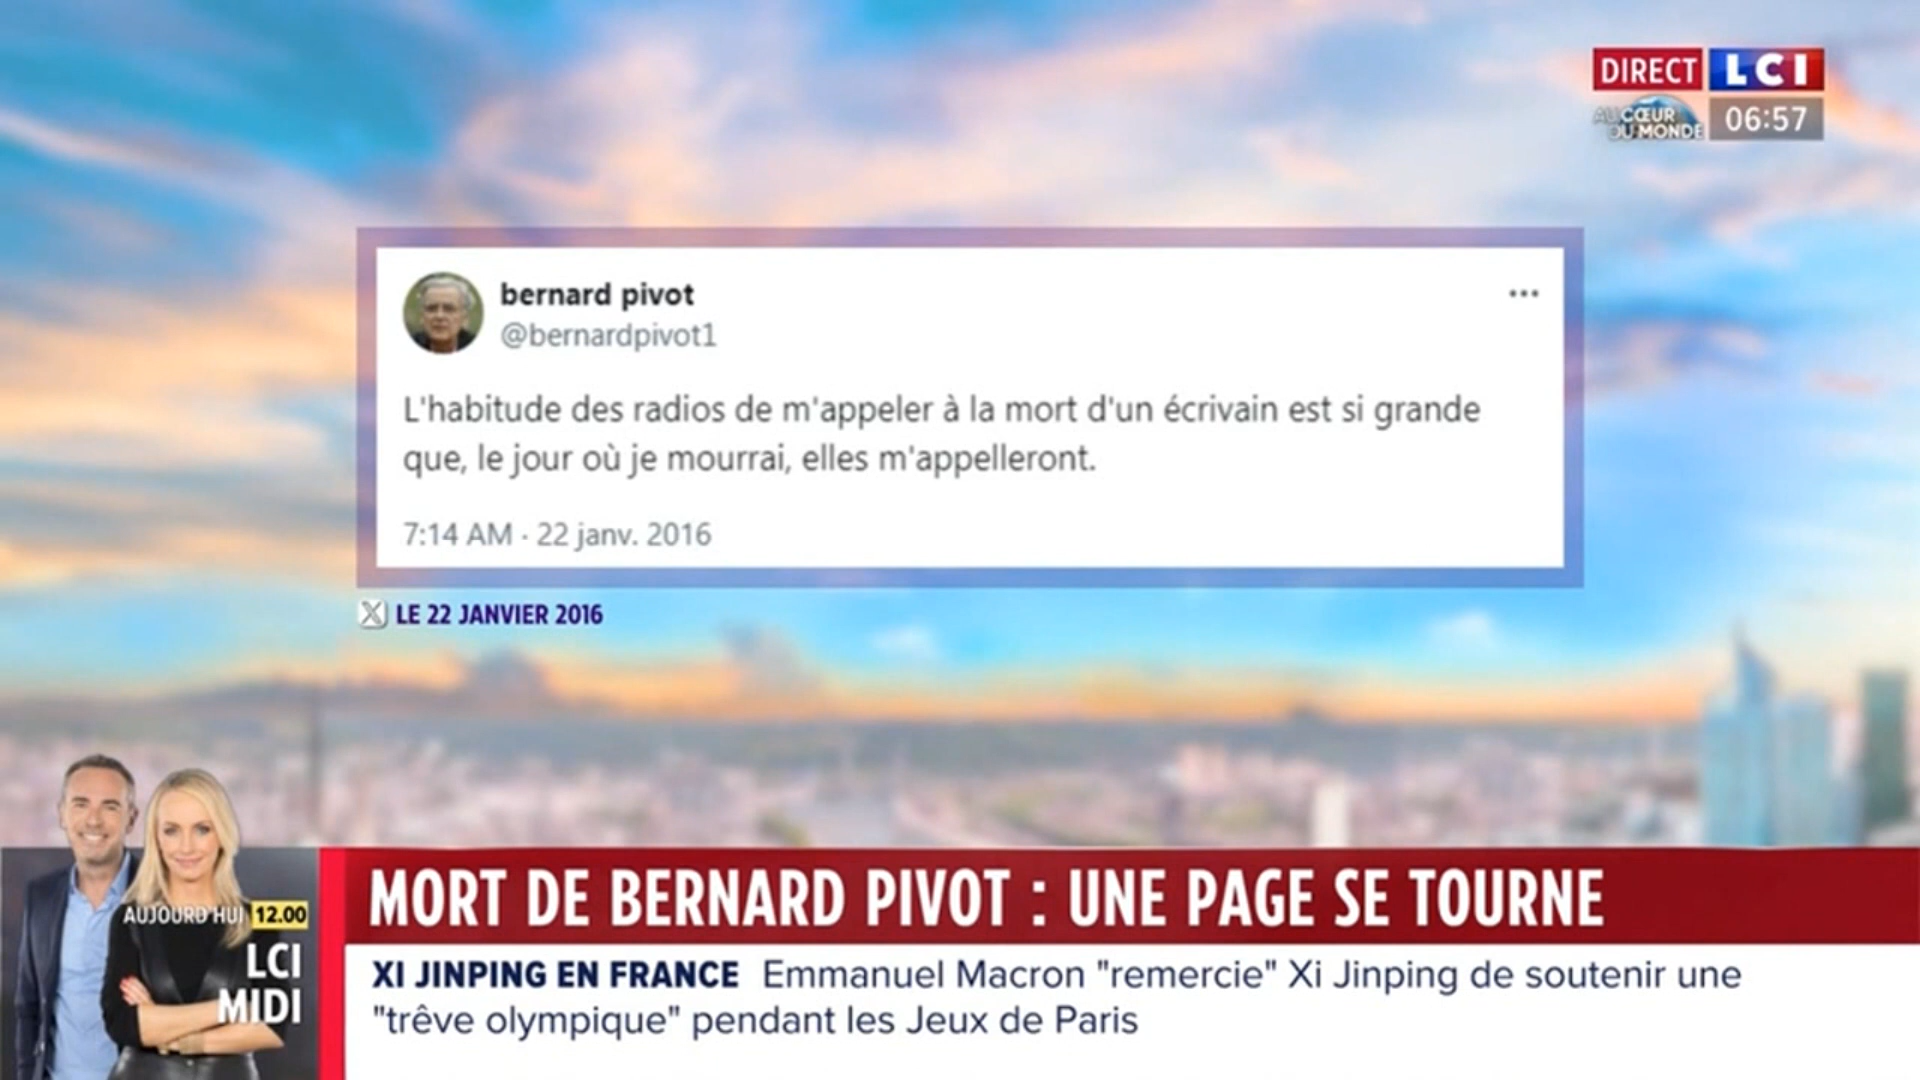 DIRECT LCI
AU CŒUR
DU MONDE
06:57
bernard pivot
@bernardpivot1
L'habitude des radios de m'appeler à la mort d'un écrivain est si grande
que, le jour où je mourrai, elles m'appelleront.
7:14 AM · 22 janv. 2016
X LE 22 JANVIER 2016
AUJOURD'HUI 12.00
LCI
MIDI
MORT DE BERNARD PIVOT : UNE PAGE SE TOURNE
XI JINPING EN FRANCE Emmanuel Macron "remercie" Xi Jinping de soutenir une
"trêve olympique" pendant les Jeux de Paris